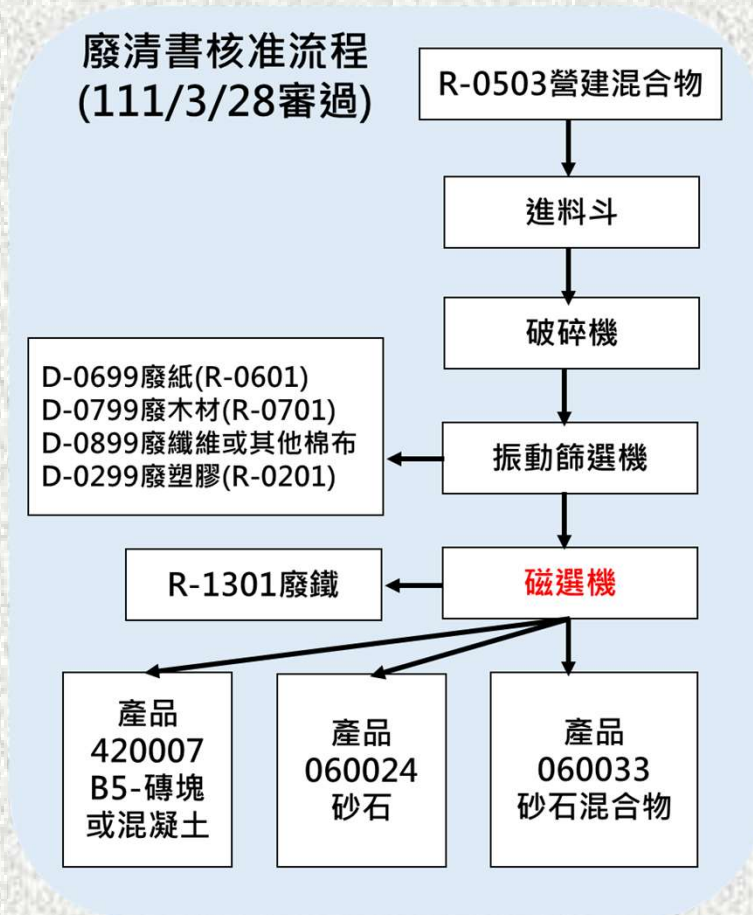 廢清書核准流程
(111/3/28審過)
R-0503營建混合物
進料斗
破碎機
D-0699廢紙(R-0601)
D-0799廢木材(R-0701)
D-0899廢纖維或其他棉布
D-0299廢塑膠(R-0201)
振動篩選機
R-1301廢鐵
磁選機
產品
420007
B5-磚塊
或混凝土
產品
060024
砂石
產品
060033
砂石混合物